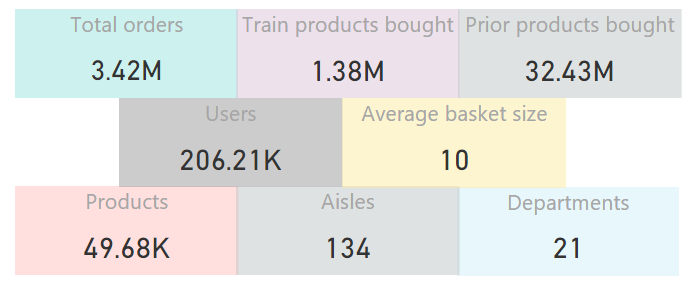 Total orders Train products bought Prior products bought
3.42M 1.38M 32.43M
Users Average basket size
206.21K 10
Products Aisles Departments
49.68K 134 21